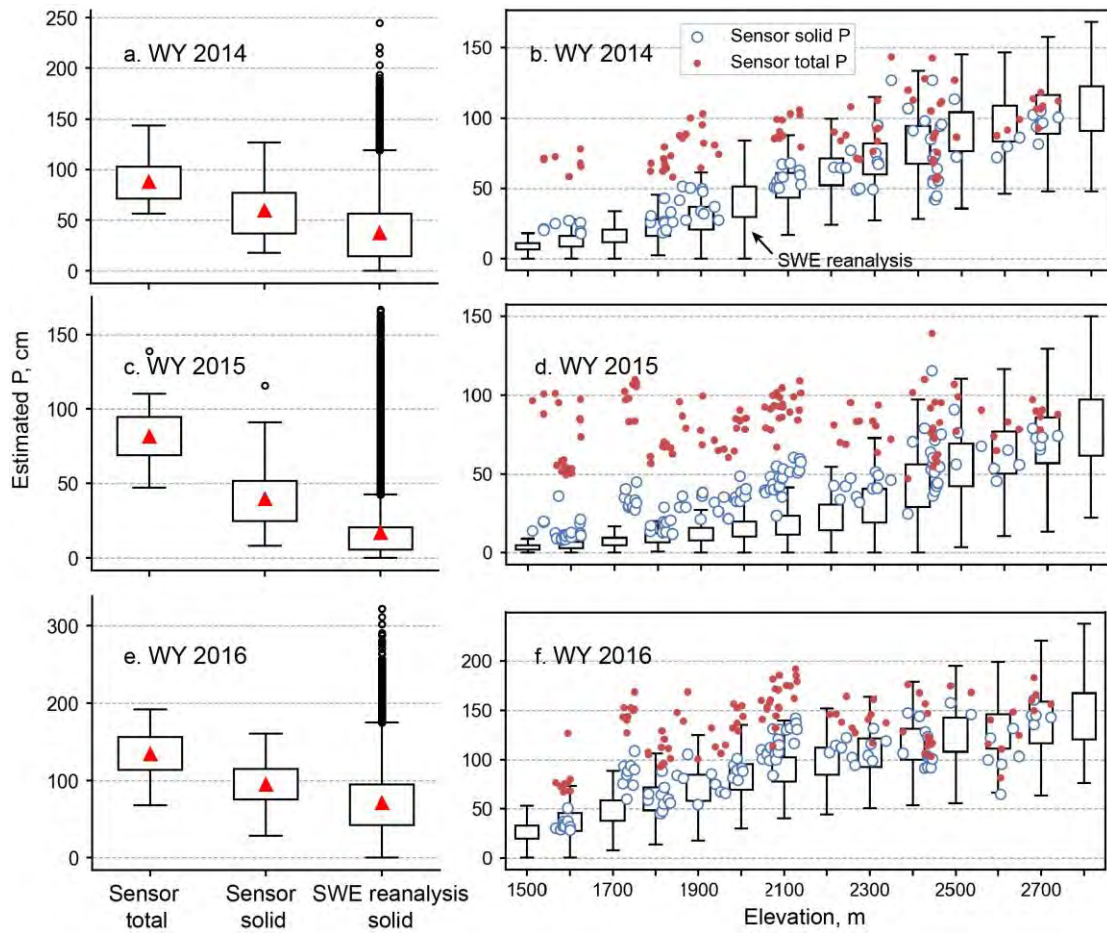 250
200
150
100
50
0
a. WY 2014
150
100
50
0
b. WY 2014
Sensor solid P
Sensor total P
SWE reanalysis
Estimated P, cm
150
100
50
0
c. WY 2015
150
100
50
0
d. WY 2015
300
200
100
0
e. WY 2016
Sensor
total
Sensor
solid
SWE reanalysis
solid
200
150
100
50
0
f. WY 2016
1500 1700 1900 2100 2300 2500 2700
Elevation, m